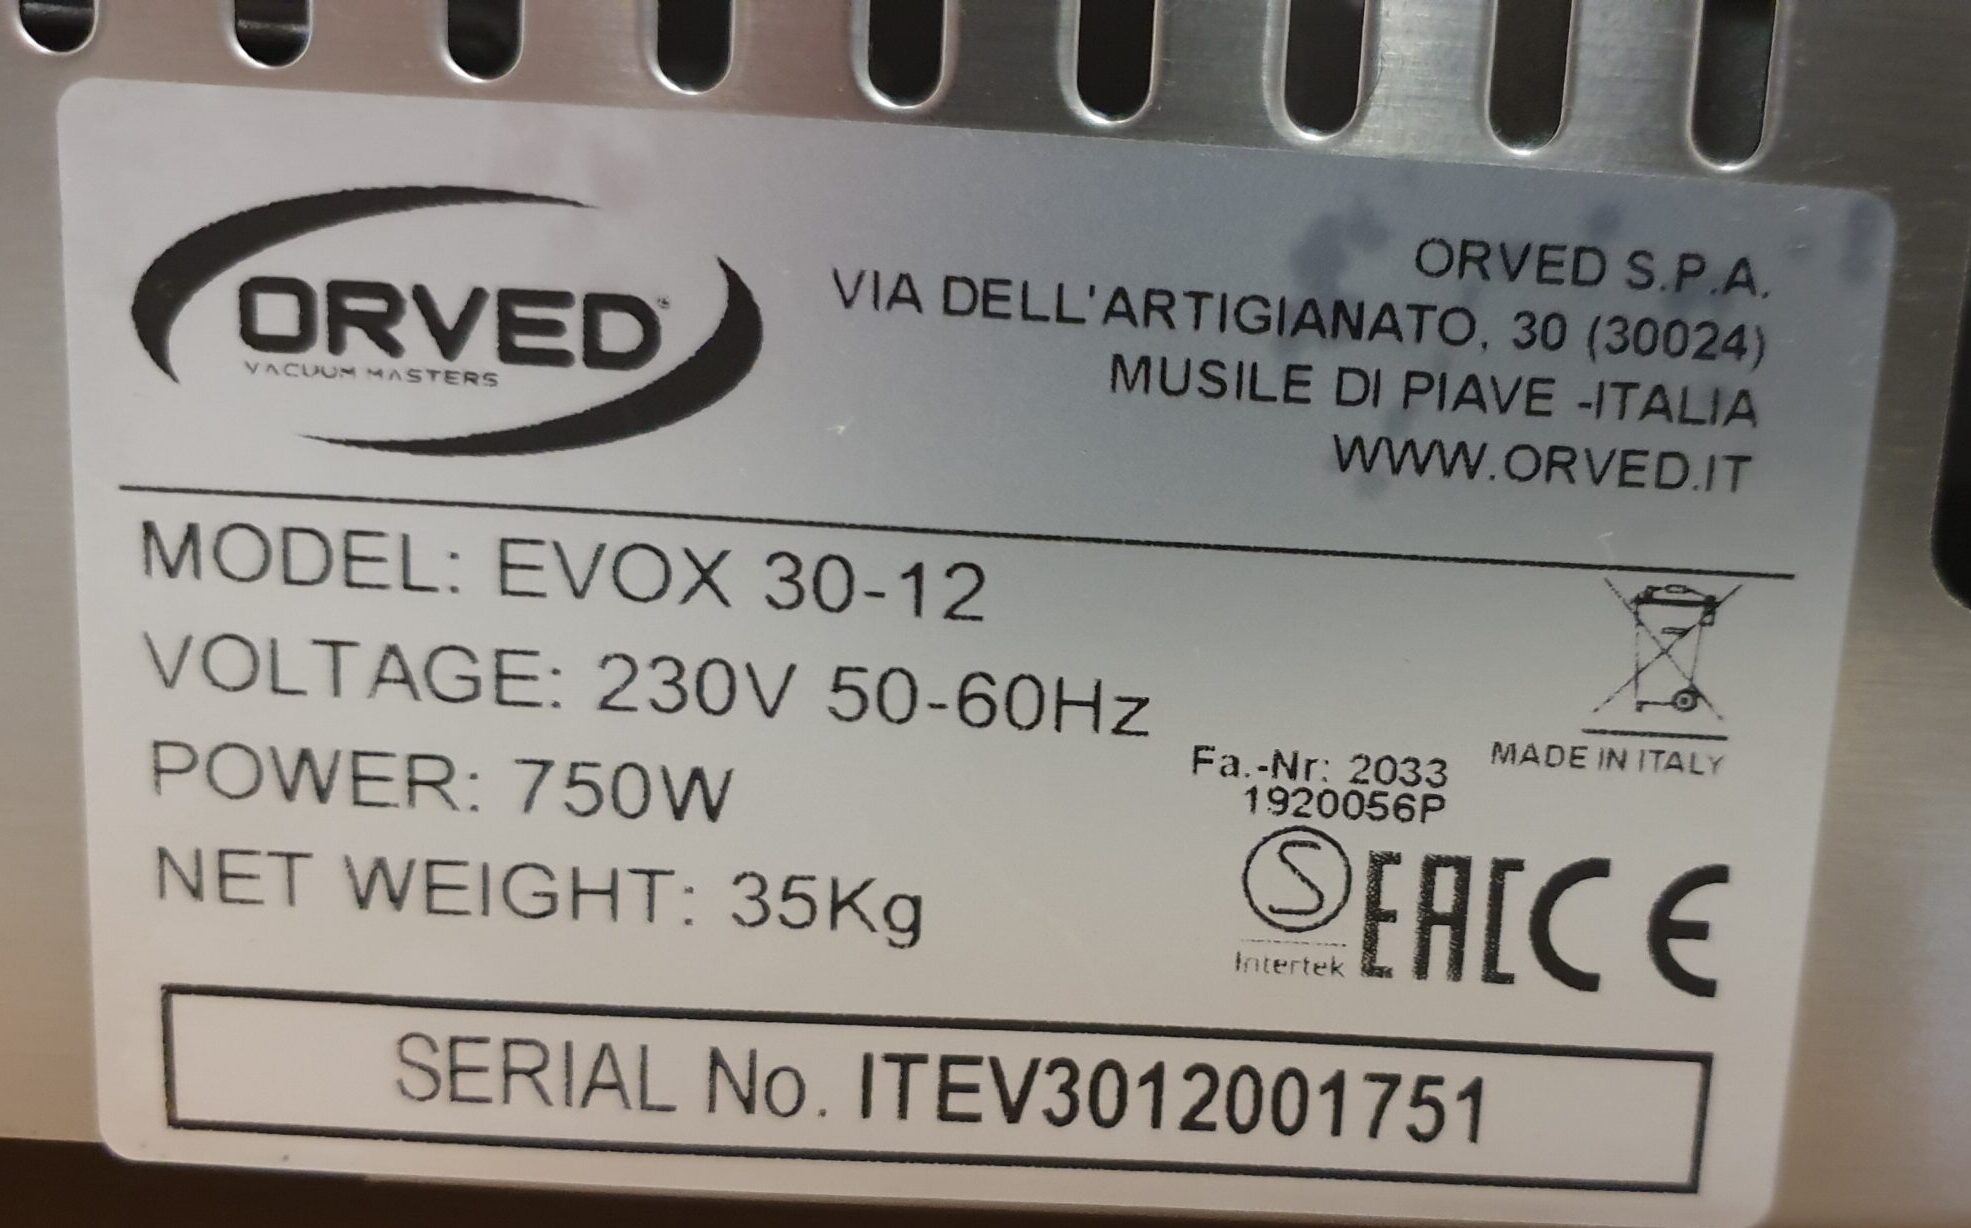 ORVED®
VACUUM MASTERS
ORVED S.P.A.
VIA DELL'ARTIGIANATO, 30 (30024)
MUSILE DI PIAVE -ITALIA
WWW.ORVED.IT
MODEL: EVOX 30-12
VOLTAGE: 230V 50-60Hz
POWER: 750W
NET WEIGHT: 35Kg
MADE IN ITALY
Fa.-Nr: 2033
1920056P
S
Intertek
EAC CE
SERIAL No. ITEV3012001751